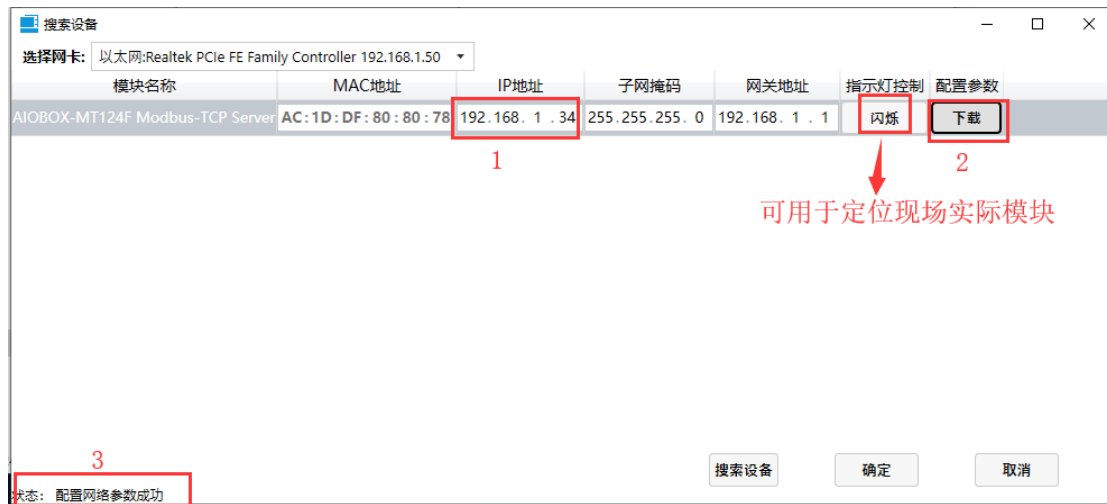 搜索设备
选择网卡: 以太网:Realtek PCIe FE Family Controller 192.168.1.50
模块名称 MAC地址 IP地址 子网掩码 网关地址 指示灯控制 配置参数
AIOBOX-MT124F Modbus-TCP Server AC:1D:DF:80:80:78 192.168. 1 .34 255.255.255. 0 192.168. 1 . 1 闪烁 下载
1 2
可用于定位现场实际模块
3
搜索设备 确定 取消
状态: 配置网络参数成功